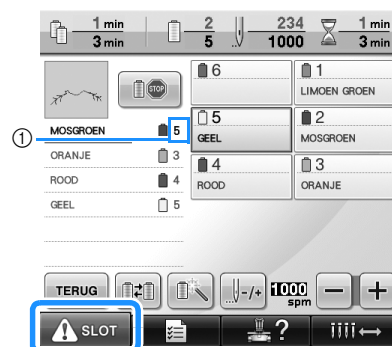 1 min 2 234 1 min
3 min 5 1000 3 min
6 1
LIMOEN GROEN
① MOSGROEN 5
ORANJE 3
ROOD 4
GEEL 5
5 2
GEEL MOSGROEN
4 3
ROOD ORANJE
TERUG -/+ 1000 spm − +
SLOT ?